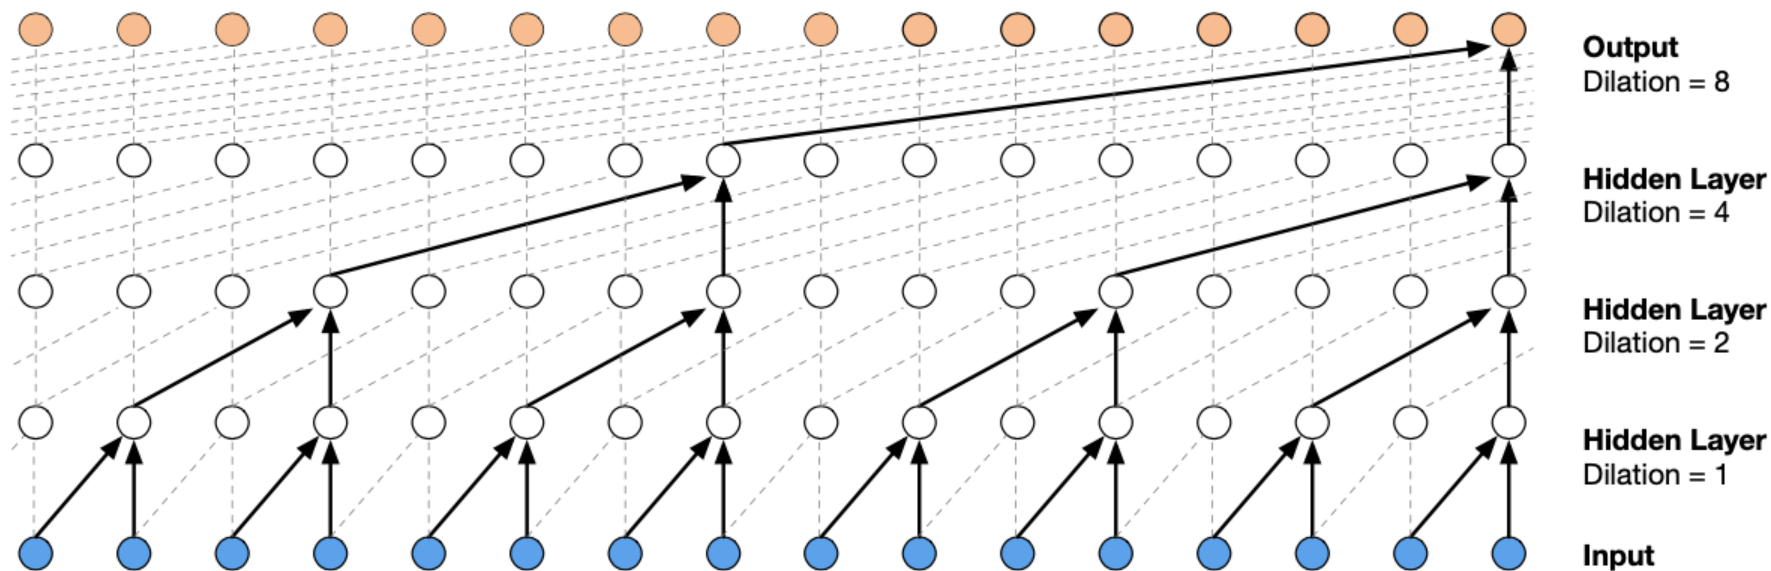 Output
Dilation = 8
Hidden Layer
Dilation = 4
Hidden Layer
Dilation = 2
Hidden Layer
Dilation = 1
Input